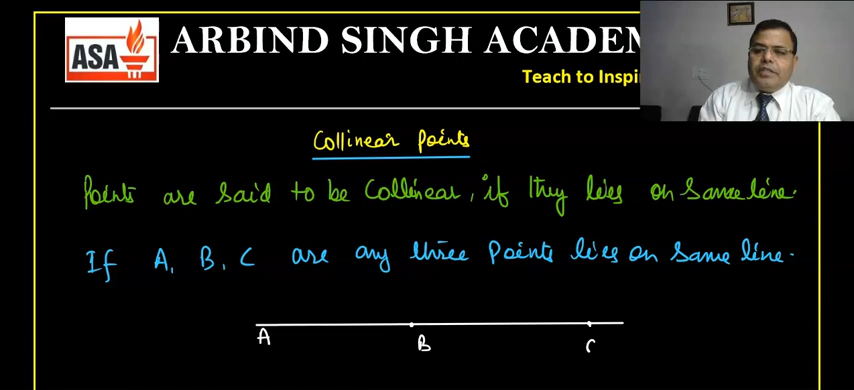 ASA
ARBIND SINGH ACADEM
Teach to Inspi
Collinear Points
Points are said to be Collinear, if they lies on same line.
If A, B, C are any three points lies on same line.
A B C